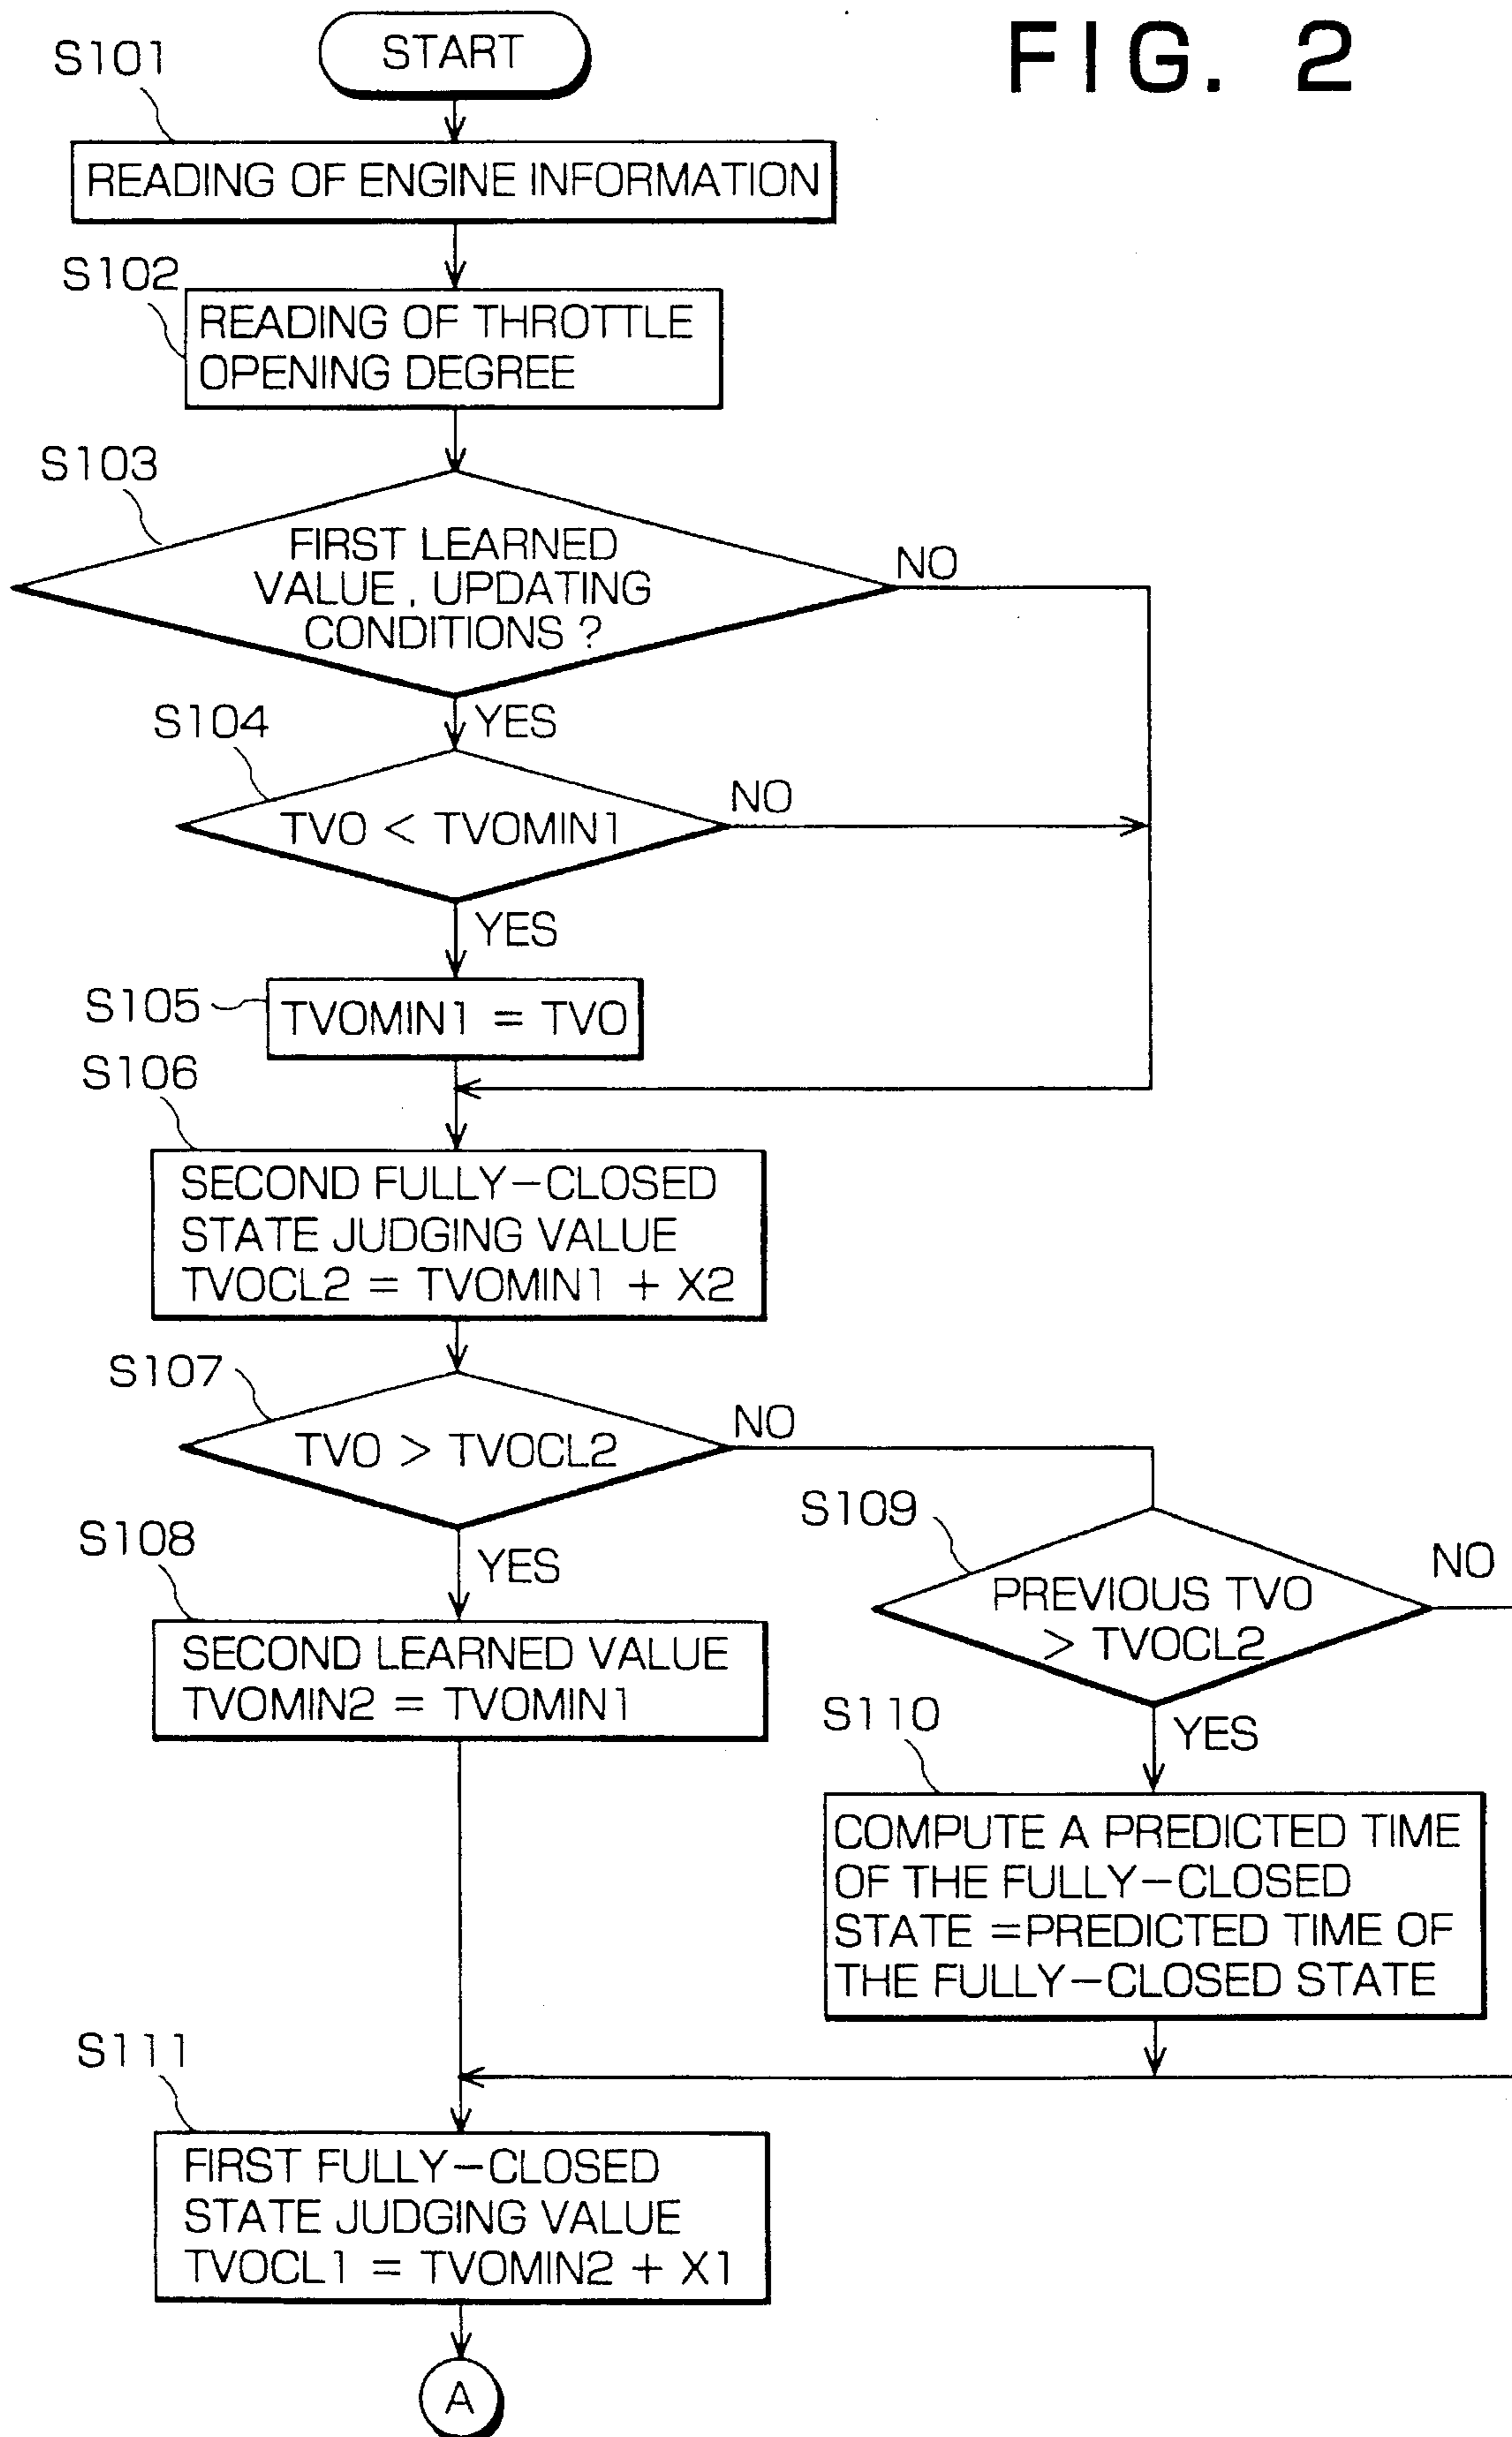 FIG. 2
START
S101
READING OF ENGINE INFORMATION
S102
READING OF THROTTLE
OPENING DEGREE
S103
FIRST LEARNED
VALUE, UPDATING
CONDITIONS ?
NO
YES
S104
TVO < TVOMIN1
NO
YES
S105
TVOMIN1 = TVO
S106
SECOND FULLY-CLOSED
STATE JUDGING VALUE
TVOCL2 = TVOMIN1 + X2
S107
TVO > TVOCL2
NO
YES
S108
SECOND LEARNED VALUE
TVOMIN2 = TVOMIN1
S109
PREVIOUS TVO
> TVOCL2
NO
YES
S110
COMPUTE A PREDICTED TIME
OF THE FULLY-CLOSED
STATE =PREDICTED TIME OF
THE FULLY-CLOSED STATE
S111
FIRST FULLY-CLOSED
STATE JUDGING VALUE
TVOCL1 = TVOMIN2 + X1
A